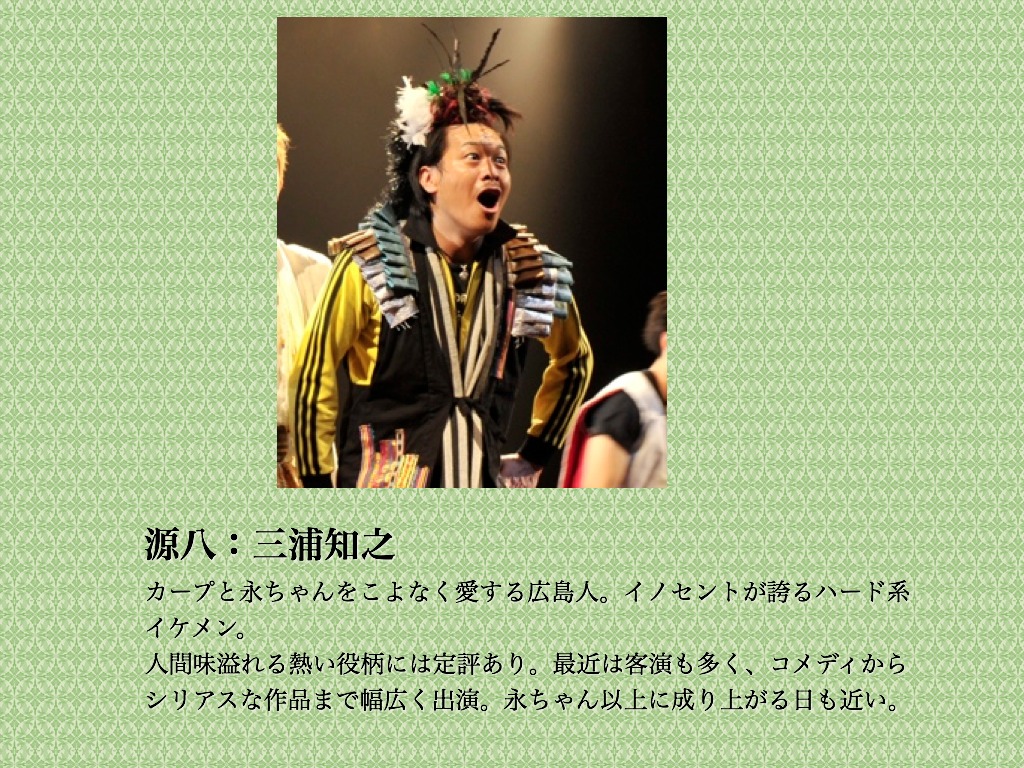 源八：三浦知之
カープと永ちゃんをこよなく愛する広島人。イノセントが誇るハード系
イケメン。
人間味溢れる熱い役柄には定評あり。最近は客演も多く、コメディから
シリアスな作品まで幅広く出演。永ちゃん以上に成り上がる日も近い。